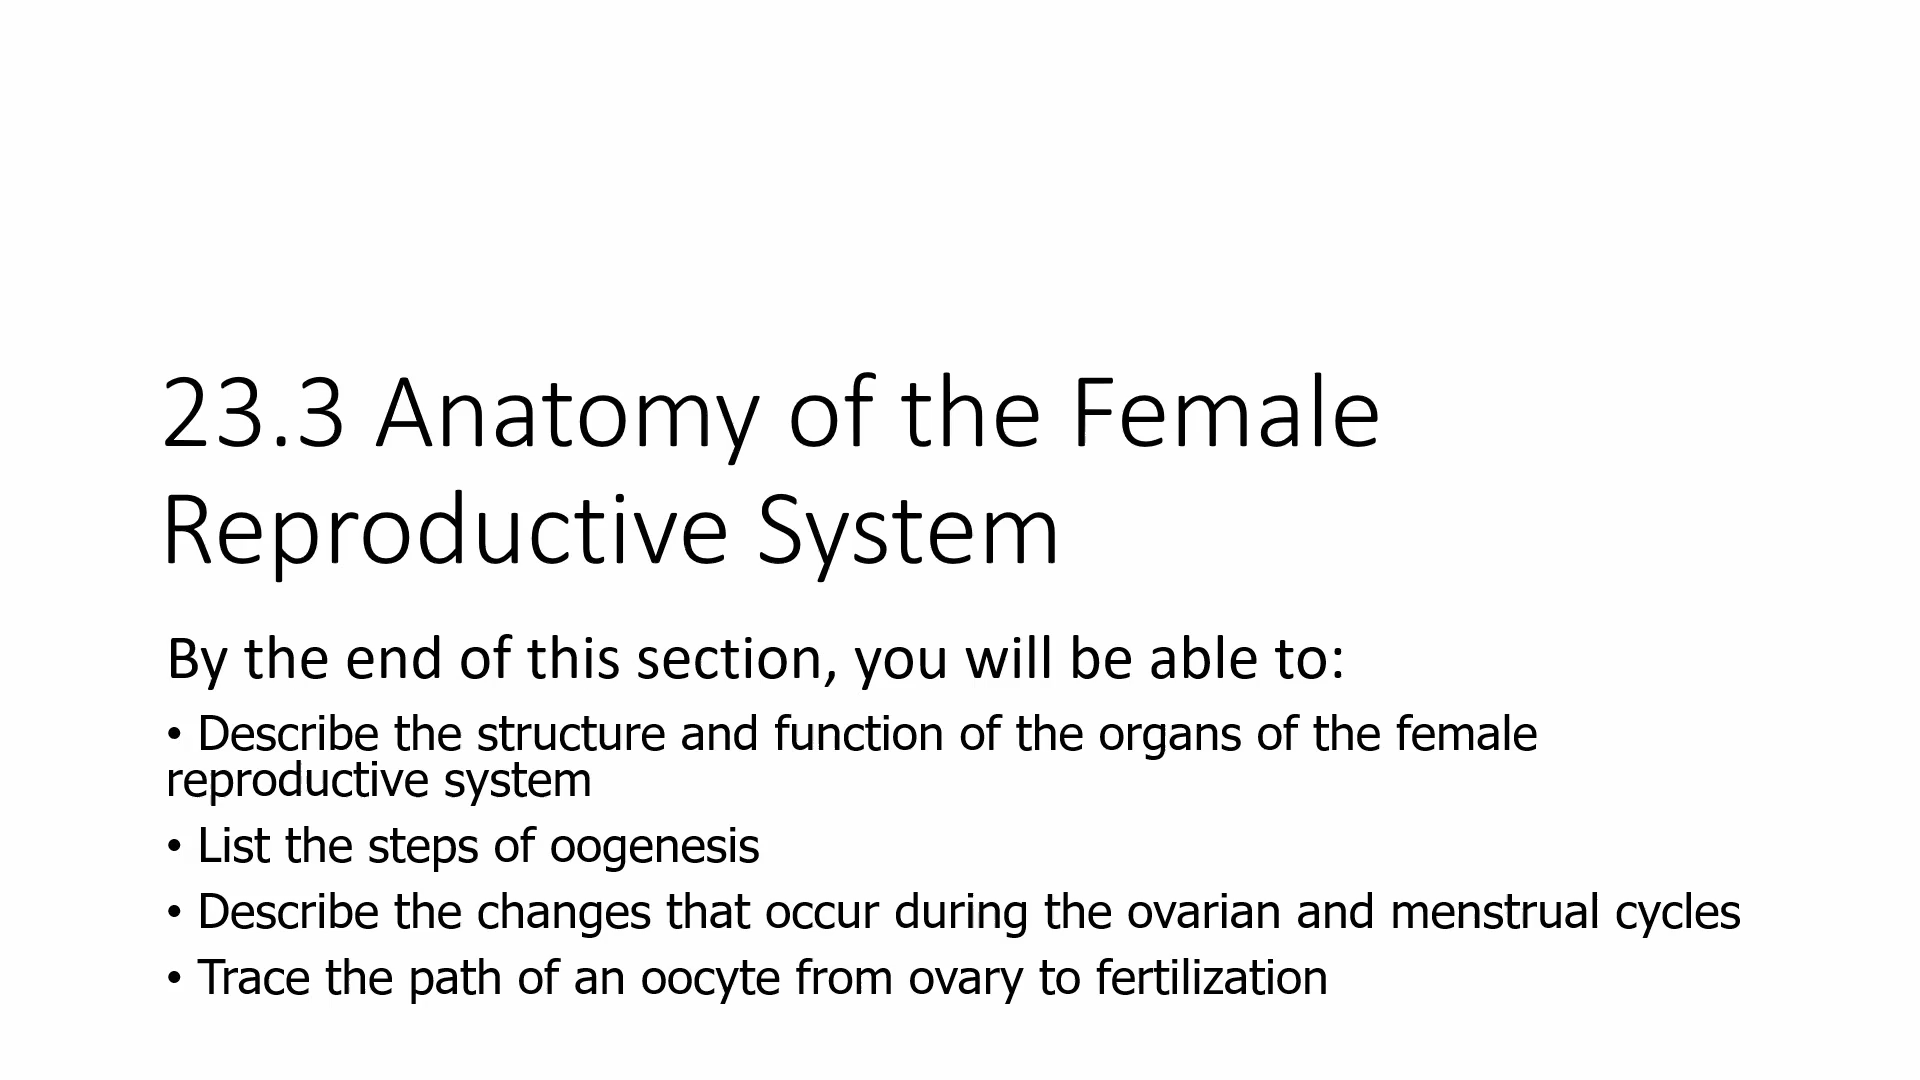 23.3 Anatomy of the Female
Reproductive System
By the end of this section, you will be able to:
• Describe the structure and function of the organs of the female
reproductive system
• List the steps of oogenesis
• Describe the changes that occur during the ovarian and menstrual cycles
• Trace the path of an oocyte from ovary to fertilization